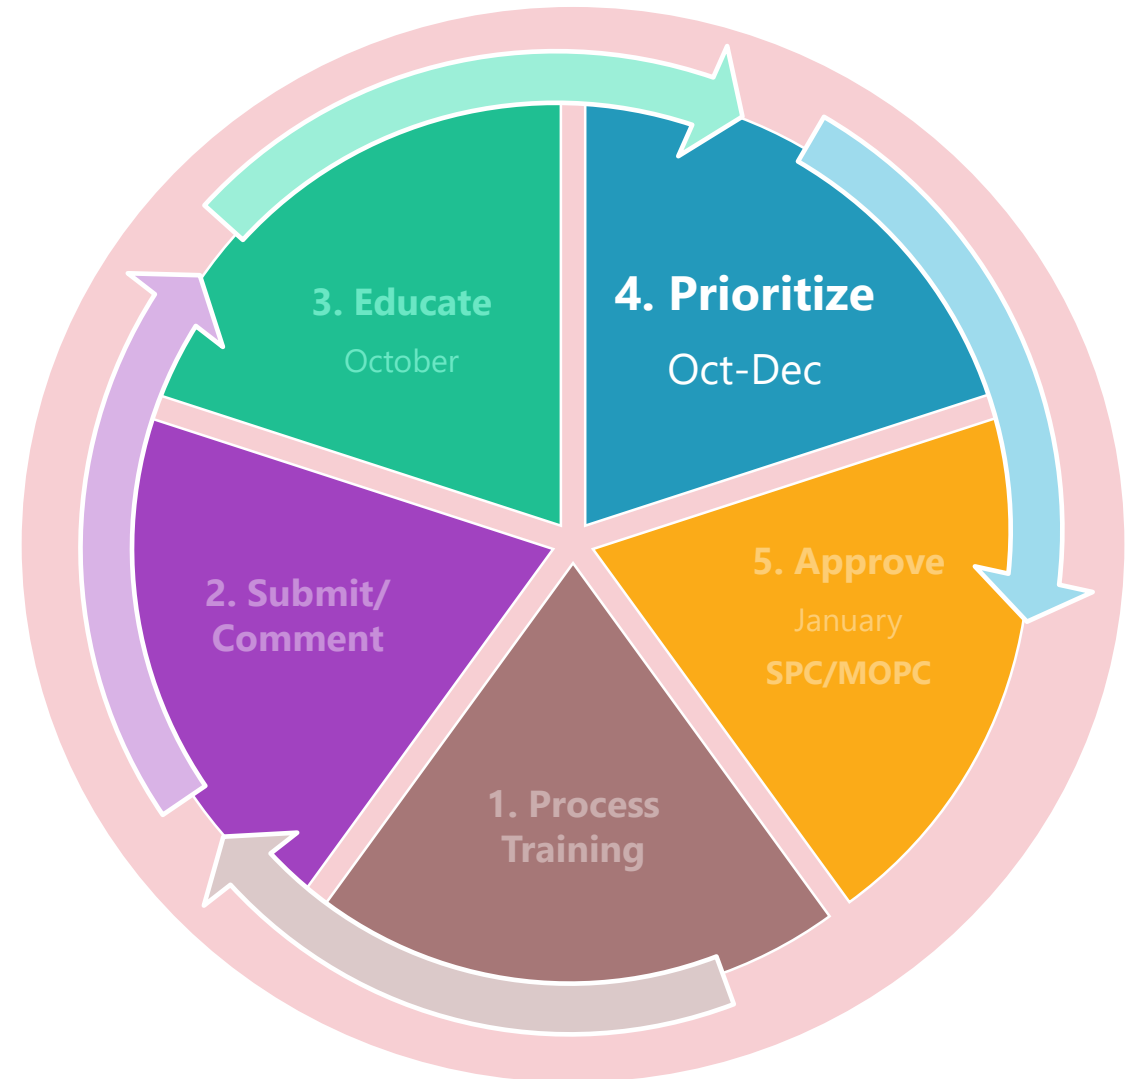 3. Educate
October
4. Prioritize
Oct-Dec
5. Approve
January
SPC/MOPC
2. Submit/
Comment
1. Process
Training